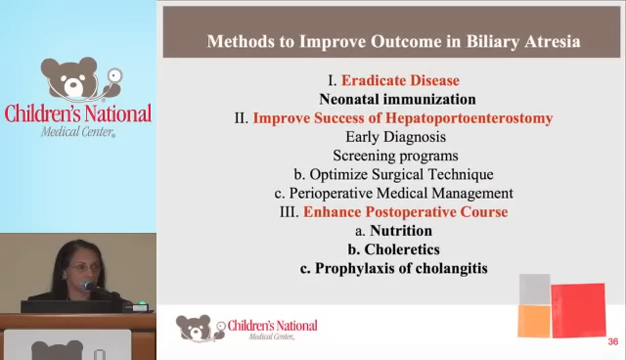 Children's National
Medical Center
Methods to Improve Outcome in Biliary Atresia
I. Eradicate Disease
Neonatal immunization
II. Improve Success of Hepatoportoenterostomy
Early Diagnosis
Screening programs
b. Optimize Surgical Technique
c. Perioperative Medical Management
III. Enhance Postoperative Course
a. Nutrition
b. Choleretics
c. Prophylaxis of cholangitis
Children's National
Medical Center
36